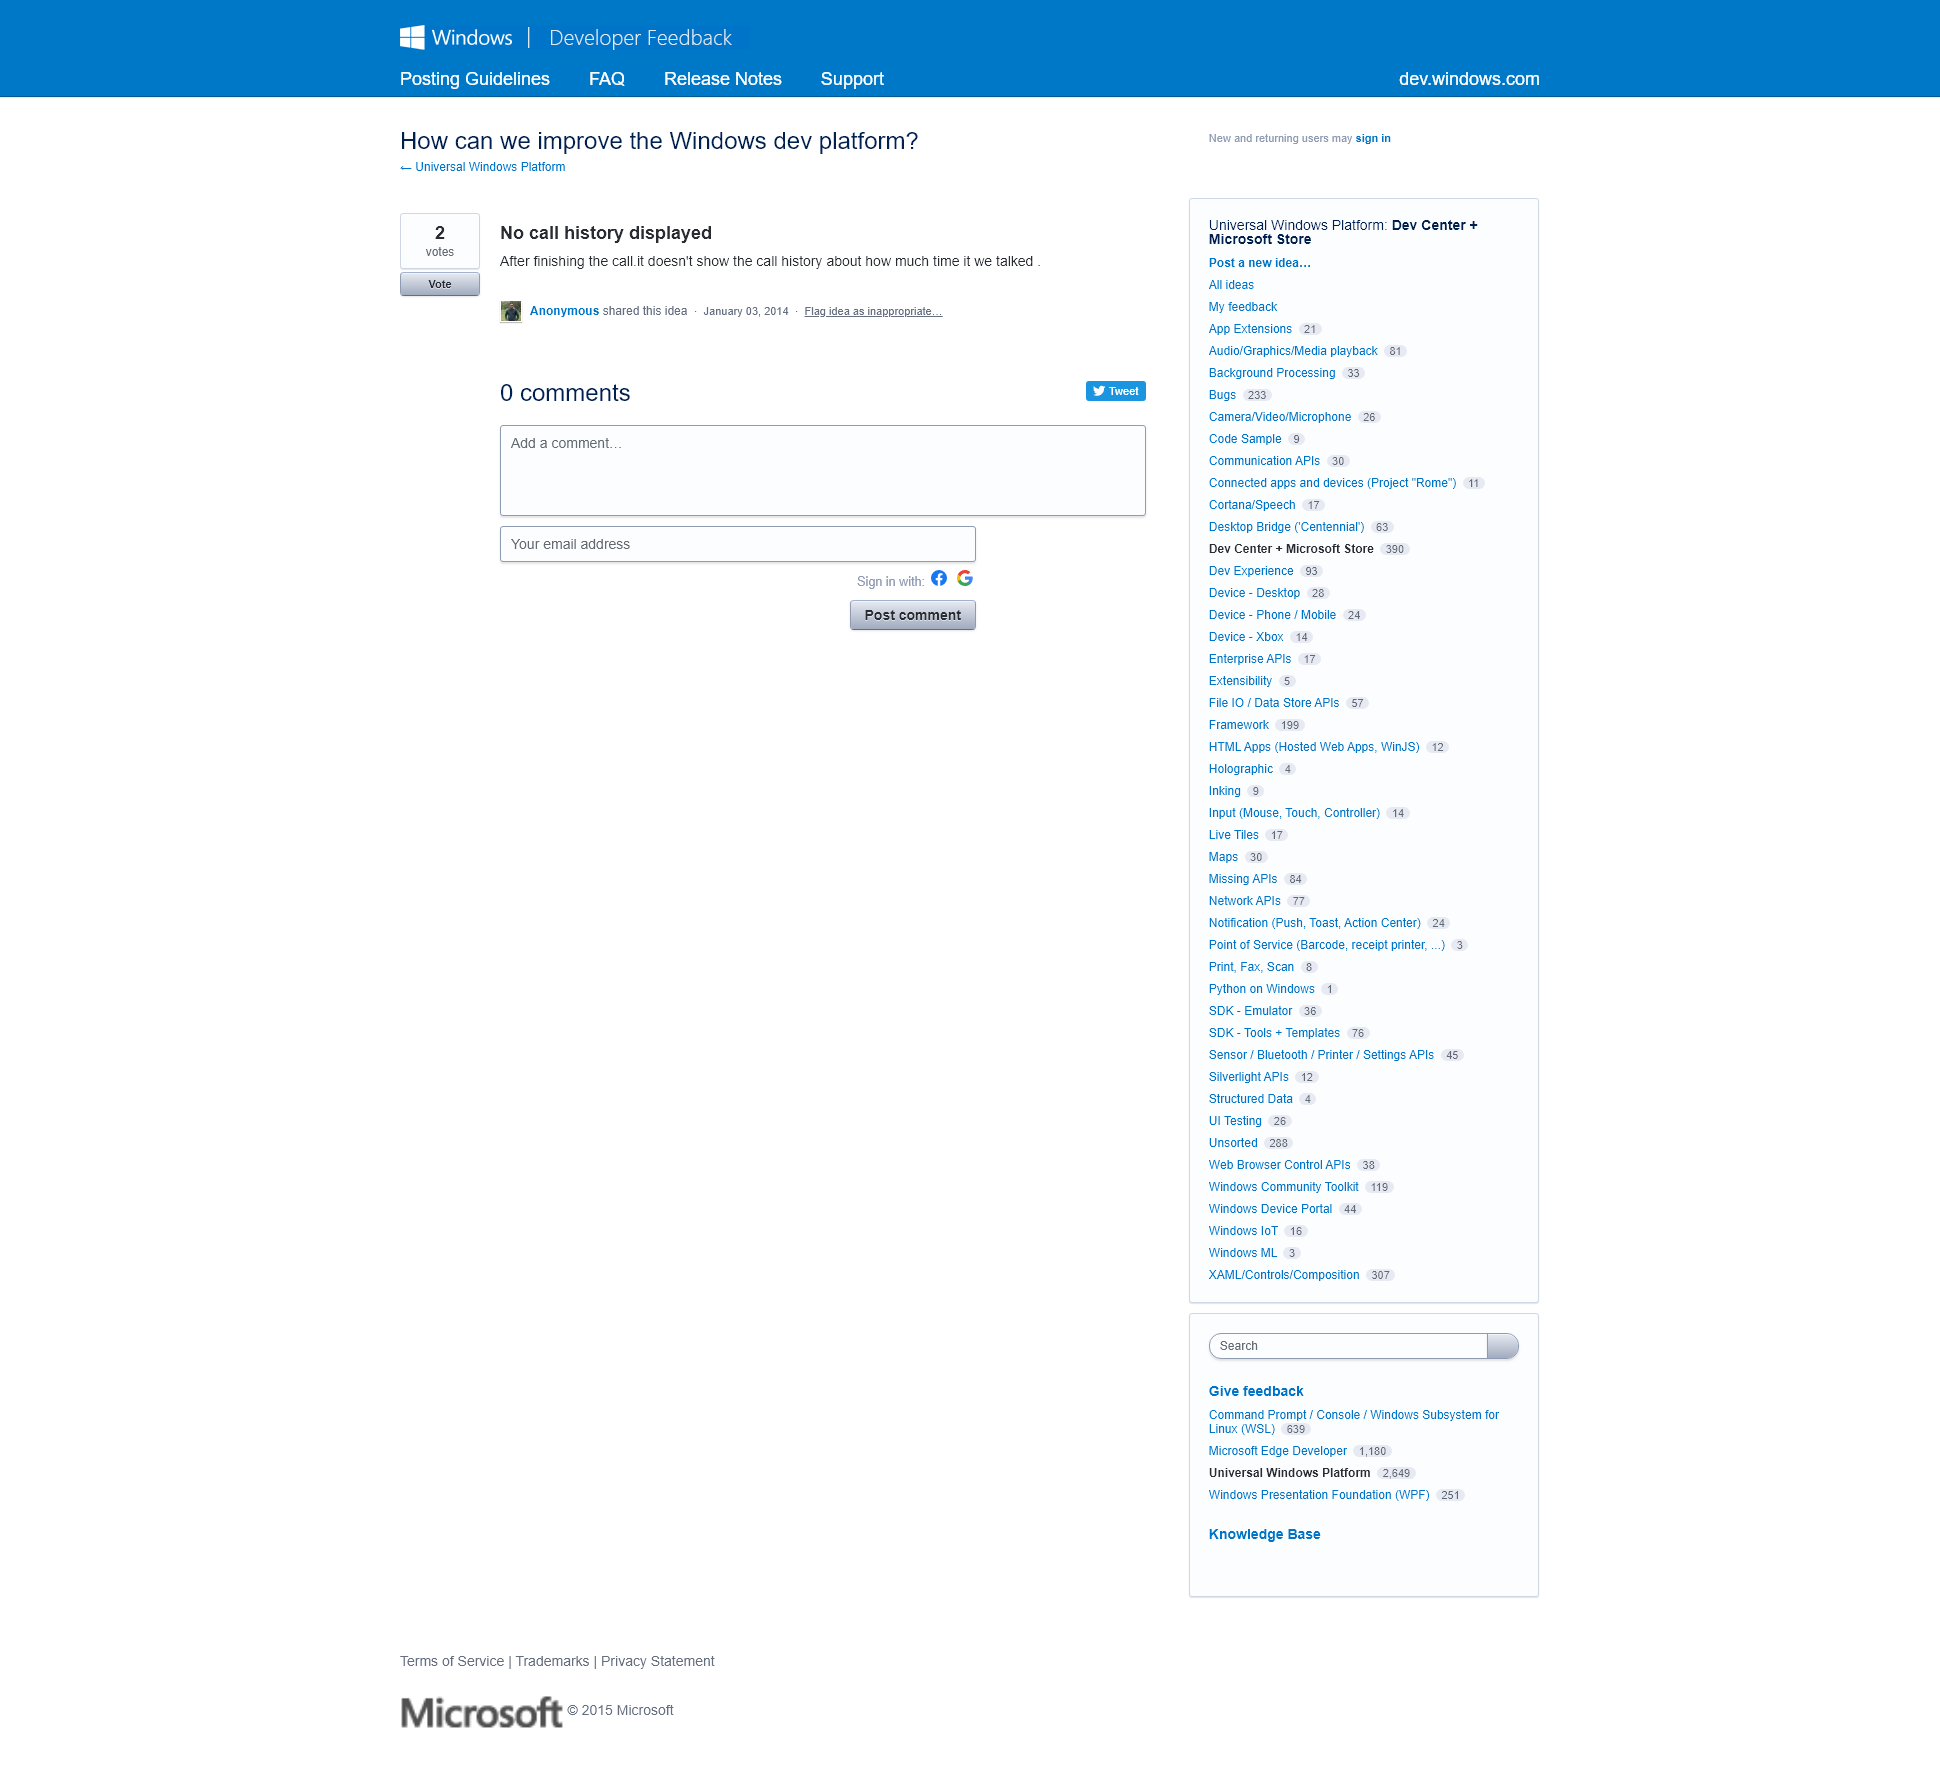 Windows | Developer Feedback
Posting Guidelines FAQ Release Notes Support dev.windows.com
How can we improve the Windows dev platform?
← Universal Windows Platform
New and returning users may sign in
2
votes
Vote
No call history displayed
After finishing the call.it doesn't show the call history about how much time it we talked .
Anonymous shared this idea · January 03, 2014 · Flag idea as inappropriate…
0 comments
Tweet
Add a comment…
Your email address
Sign in with:
Post comment
Universal Windows Platform: Dev Center +
Microsoft Store
Post a new idea…
All ideas
My feedback
App Extensions 21
Audio/Graphics/Media playback 81
Background Processing 33
Bugs 233
Camera/Video/Microphone 26
Code Sample 9
Communication APIs 30
Connected apps and devices (Project "Rome") 11
Cortana/Speech 17
Desktop Bridge ('Centennial') 63
Dev Center + Microsoft Store 390
Dev Experience 93
Device - Desktop 28
Device - Phone / Mobile 24
Device - Xbox 14
Enterprise APIs 17
Extensibility 5
File IO / Data Store APIs 57
Framework 199
HTML Apps (Hosted Web Apps, WinJS) 12
Holographic 4
Inking 9
Input (Mouse, Touch, Controller) 14
Live Tiles 17
Maps 30
Missing APIs 84
Network APIs 77
Notification (Push, Toast, Action Center) 24
Point of Service (Barcode, receipt printer, ...) 3
Print, Fax, Scan 8
Python on Windows 1
SDK - Emulator 36
SDK - Tools + Templates 76
Sensor / Bluetooth / Printer / Settings APIs 45
Silverlight APIs 12
Structured Data 4
UI Testing 26
Unsorted 288
Web Browser Control APIs 38
Windows Community Toolkit 119
Windows Device Portal 44
Windows IoT 16
Windows ML 3
XAML/Controls/Composition 307
Search
Give feedback
Command Prompt / Console / Windows Subsystem for
Linux (WSL) 639
Microsoft Edge Developer 1,180
Universal Windows Platform 2,649
Windows Presentation Foundation (WPF) 251
Knowledge Base
Terms of Service | Trademarks | Privacy Statement
Microsoft © 2015 Microsoft